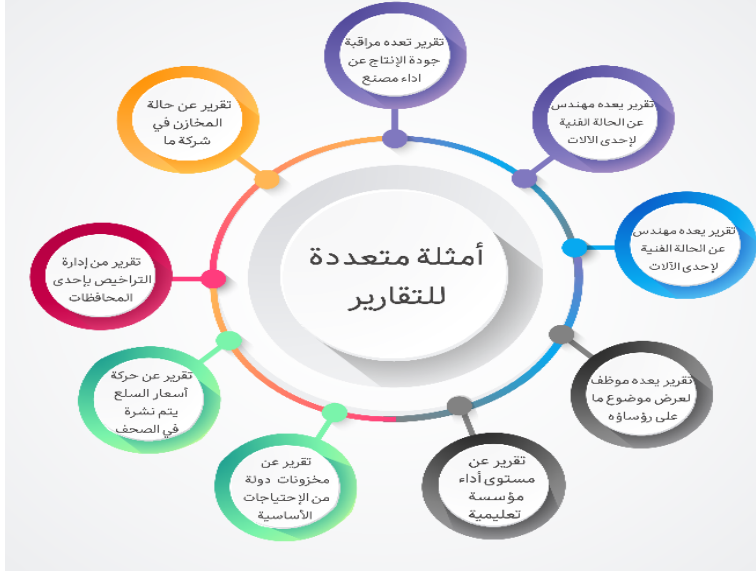 أمثلة متعددة
للتقارير
تقرير تعده مراقبة
جودة الإنتاج عن
اداء مصنع
تقرير يعده مهندس
عن الحالة الفنية
لإحدى الآلات
تقرير يعده مهندس
عن الحالة الفنية
لإحدى الآلات
تقرير يعده موظف
لعرض موضوع ما
على رؤساؤه
تقرير عن
مستوى أداء
مؤسسة
تعليمية
تقرير عن
مخزونات دولة
من الإحتياجات
الأساسية
تقرير عن حركة
أسعار السلع
يتم نشرة
في الصحف
تقرير من إدارة
التراخيص بإحدى
المحافظات
تقرير عن حالة
المخازن في
شركة ما